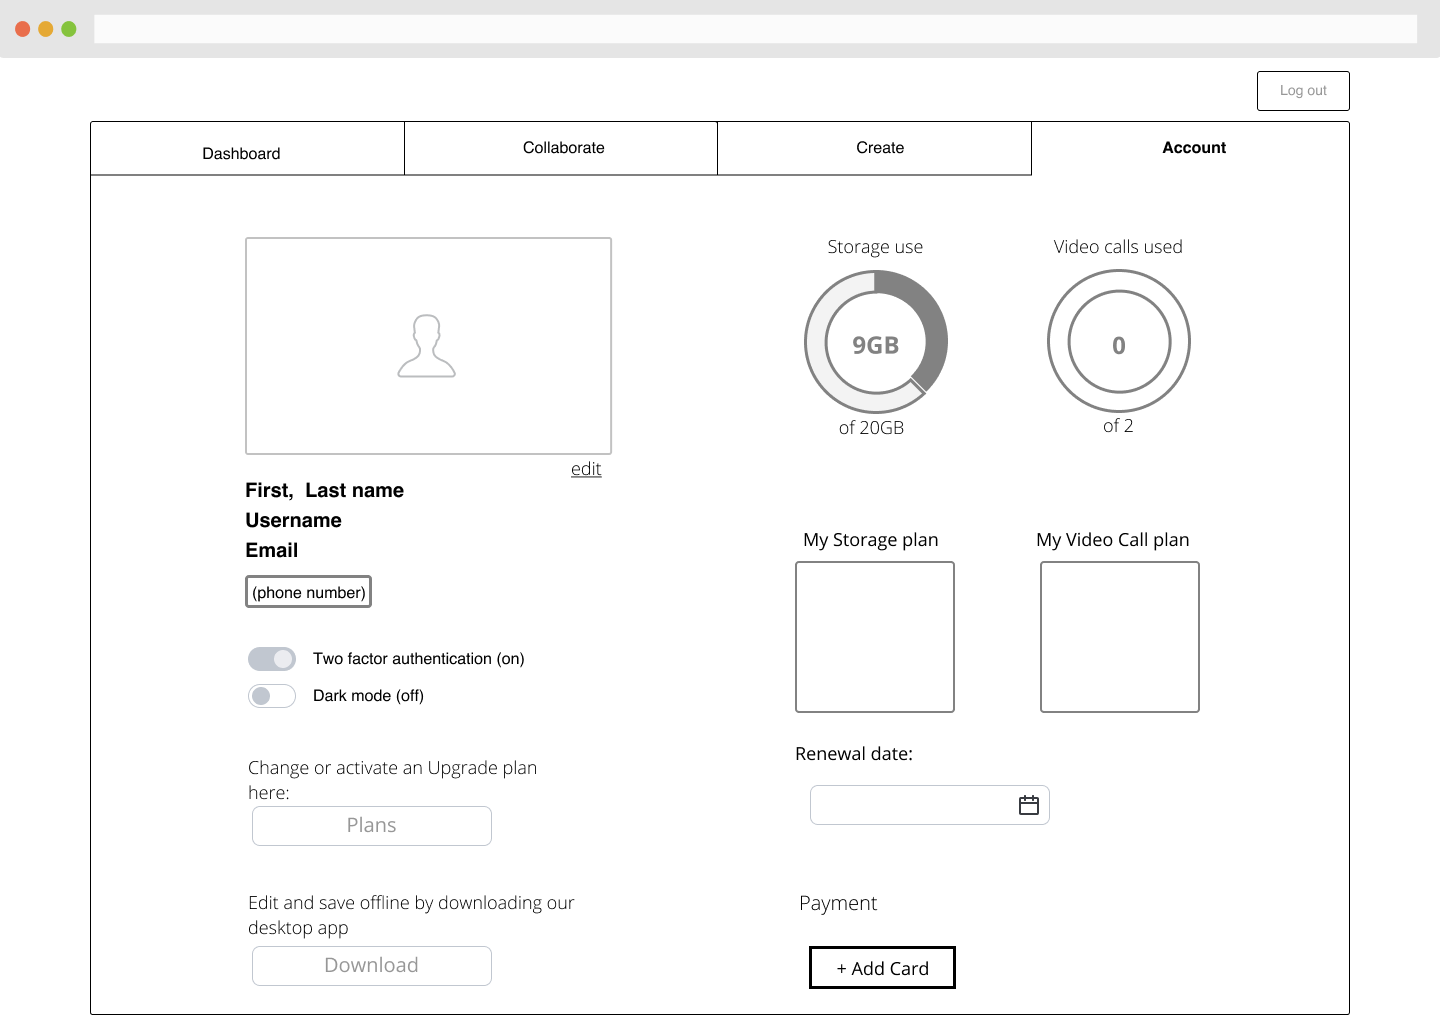 Log out
Dashboard
Collaborate
Create
Account
edit
First,  Last name
Username
Email
(phone number)
Two factor authentication (on)
Dark mode (off)
Change or activate an Upgrade plan
here:
Plans
Edit and save offline by downloading our
desktop app
Download
Storage use
9GB
of 20GB
Video calls used
0
of 2
My Storage plan
My Video Call plan
Renewal date:
Payment
+ Add Card